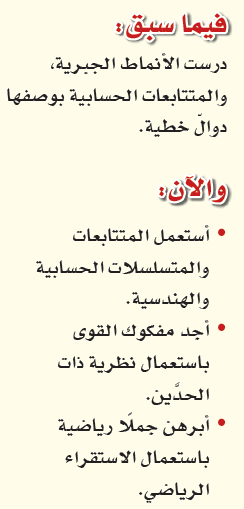 فيما سبق:
درست الأنماط الجبرية،
والمتتابعات الحسابية بوصفها
دوالّ خطية.
والآن:
• أستعمل المتتابعات
والمتسلسلات الحسابية
والهندسية.
• أجد مفكوك القوى
باستعمال نظرية ذات
الحدَّين.
• أبرهن جملًا رياضية
باستعمال الاستقراء
الرياضي.